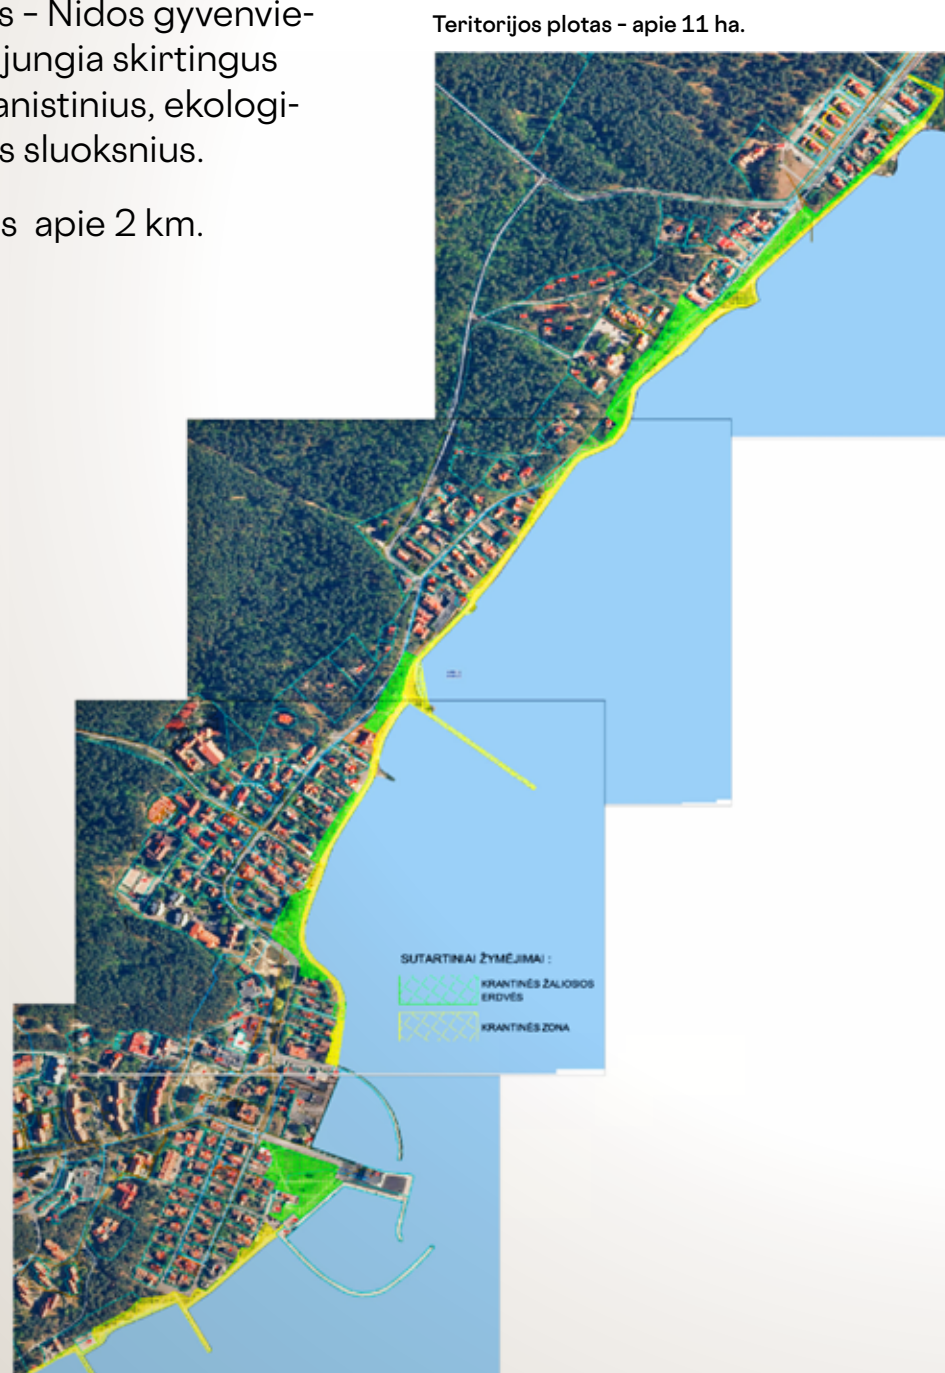 s – Nidos gyvenvie-
jungia skirtingus
anistinius, ekologi-
s sluoksnius.
s apie 2 km.
Teritorijos plotas – apie 11 ha.
SUTARTINIAI ŽYMĖJIMAI :
KRANTINĖS ŽALIOSIOS
ERDVĖS
KRANTINĖS ZONA